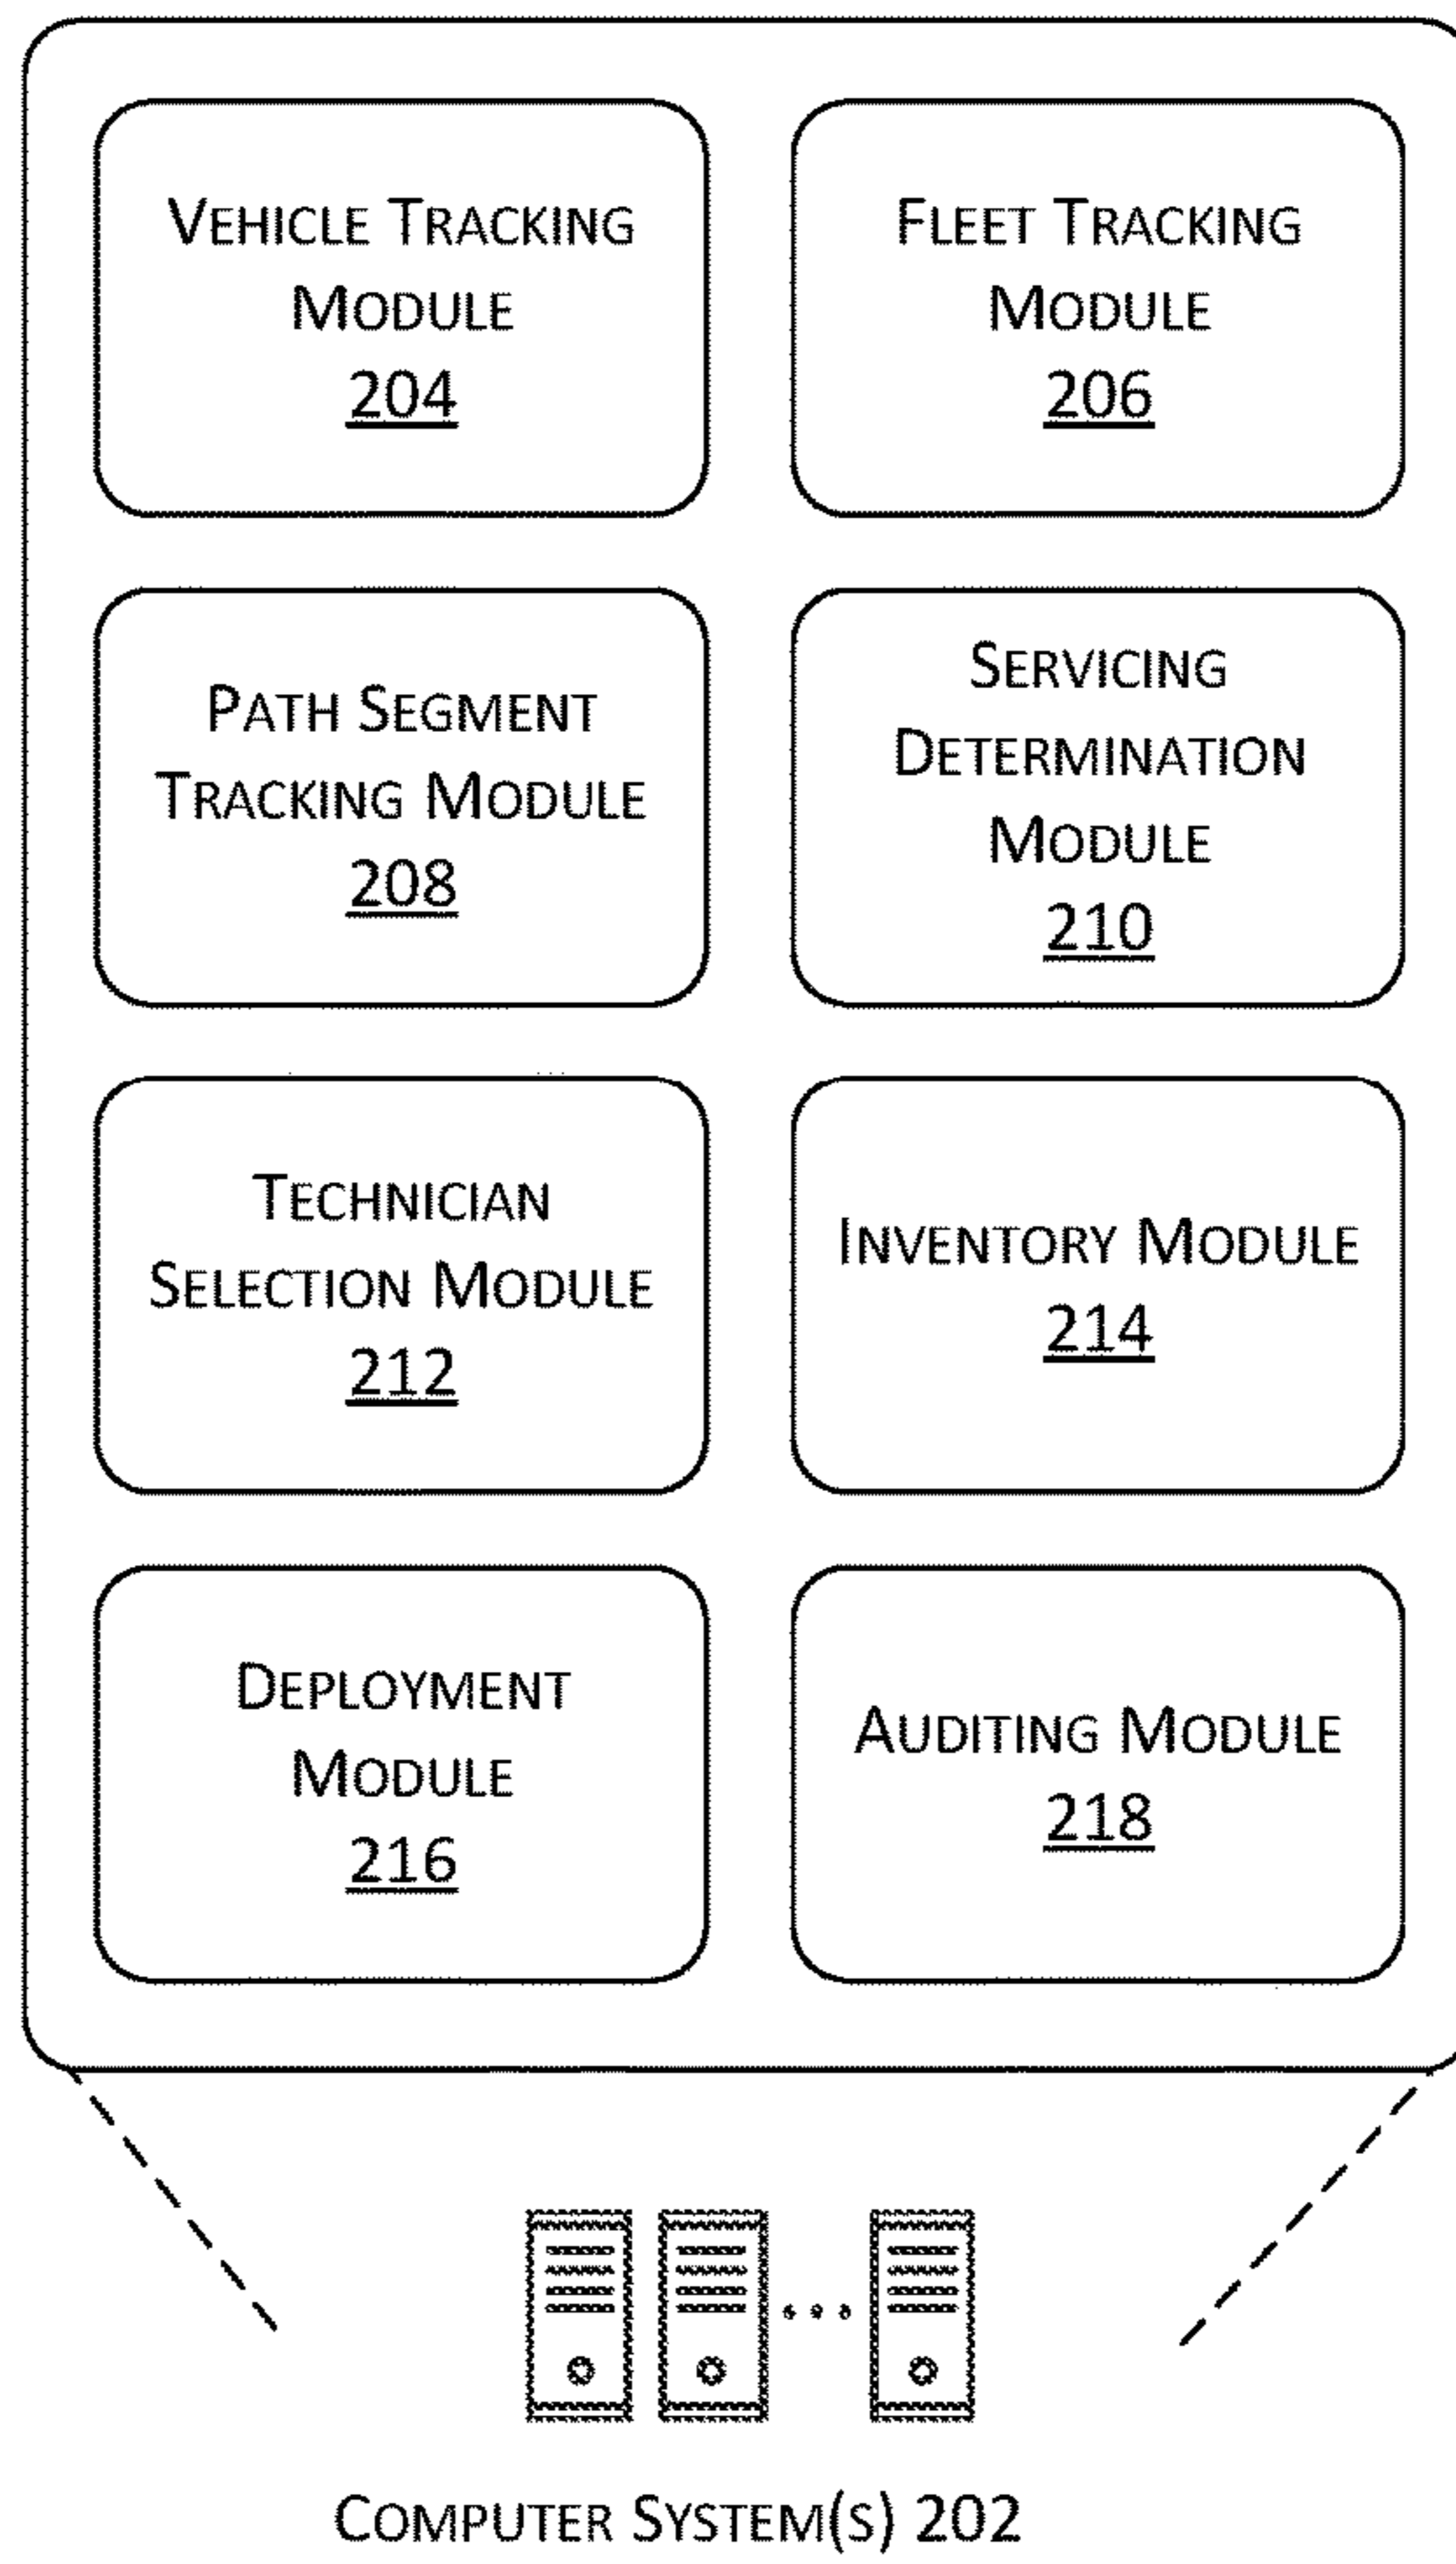 VEHICLE TRACKING
MODULE
204
FLEET TRACKING
MODULE
206
PATH SEGMENT
TRACKING MODULE
208
SERVICING
DETERMINATION
MODULE
210
TECHNICIAN
SELECTION MODULE
212
INVENTORY MODULE
214
DEPLOYMENT
MODULE
216
AUDITING MODULE
218
COMPUTER SYSTEM(S) 202